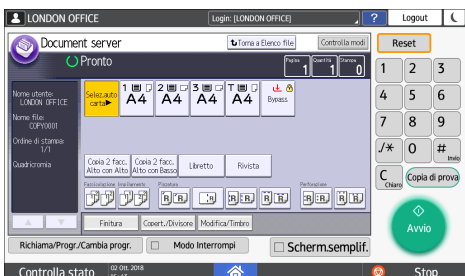 LONDON OFFICE
Login: [LONDON OFFICE]
?
Logout
Document server
Torna a Elenco file
Controlla modi
Reset
Pronto
Pagina
Quantità
Stampa
1
1
0
Nome utente:
LONDON OFFICE
Nome file:
COPY0001
Ordine di stampa:
1/1
Quadricromia
Selez.auto
carta▶
1
A4
2
A4
3
A4
T
A4
Bypass
1
2
3
4
5
6
7
8
9
./*
0
#
Invio
Copia 2 facc.
Alto con Alto
Copia 2 facc.
Alto con Basso
Libretto
Rivista
Pinzatura
Perforazione
C
Chiaro
Copia di prova
Finitura
Copert./Divisore
Modifica/Timbro
Avvio
Richiama/Progr./Cambia progr.
Modo Interrompi
Scherm.semplif.
Controlla stato
02 Ott. 2018
Stop